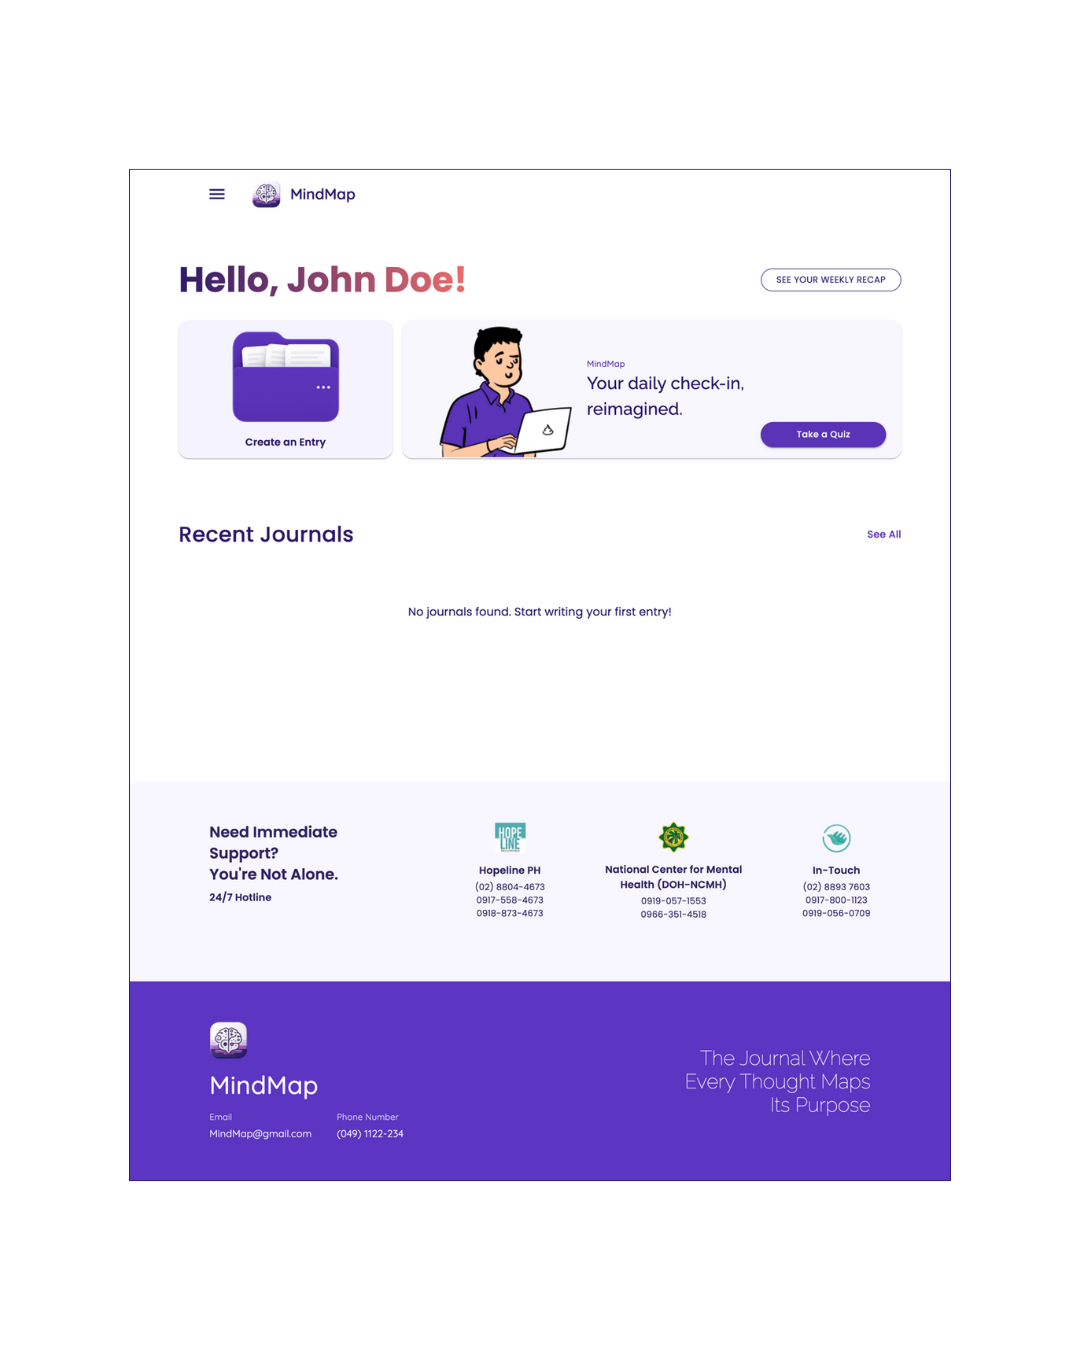 MindMap
Hello, John Doe!
SEE YOUR WEEKLY RECAP
Create an Entry
MindMap
Your daily check-in,
reimagined.
Take a Quiz
Recent Journals
See All
No journals found. Start writing your first entry!
Need Immediate
Support?
You're Not Alone.
24/7 Hotline
HOPE
LINE
Hopeline PH
(02) 8804-4673
0917-558-4673
0918-873-4673
National Center for Mental
Health (DOH-NCMH)
0919-057-1553
0966-351-4518
In-Touch
(02) 8893 7603
0917-800-1123
0919-056-0709
MindMap
Email
MindMap@gmail.com
Phone Number
(049) 1122-234
The Journal Where
Every Thought Maps
Its Purpose